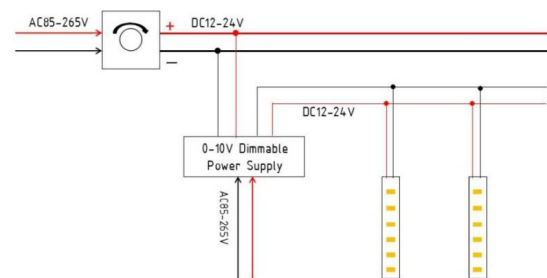 AC85-265V
+
DC12-24V
−
DC12-24V
0-10V Dimmable
Power Supply
AC85-265V